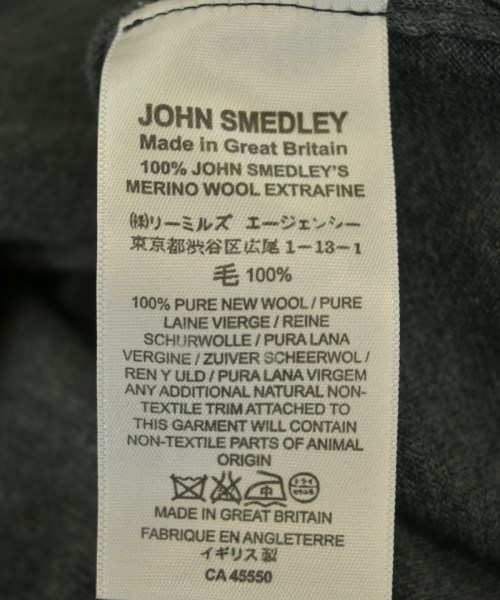 JOHN SMEDLEY
Made in Great Britain
100% JOHN SMEDLEY'S
MERINO WOOL EXTRAFINE
㈱リーミルズ エージェンシー
東京都渋谷区広尾 1-13-1
毛 100%
100% PURE NEW WOOL / PURE
LAINE VIERGE / REINE
SCHURWOLLE / PURA LANA
VERGINE / ZUIVER SCHEERWOL /
REN Y ULD / PURA LANA VIRGEM
ANY ADDITIONAL NATURAL NON-
TEXTILE TRIM ATTACHED TO
THIS GARMENT WILL CONTAIN
NON-TEXTILE PARTS OF ANIMAL
ORIGIN
中 ドライ
MADE IN GREAT BRITAIN
FABRIQUE EN ANGLETERRE
イギリス製
CA 45550